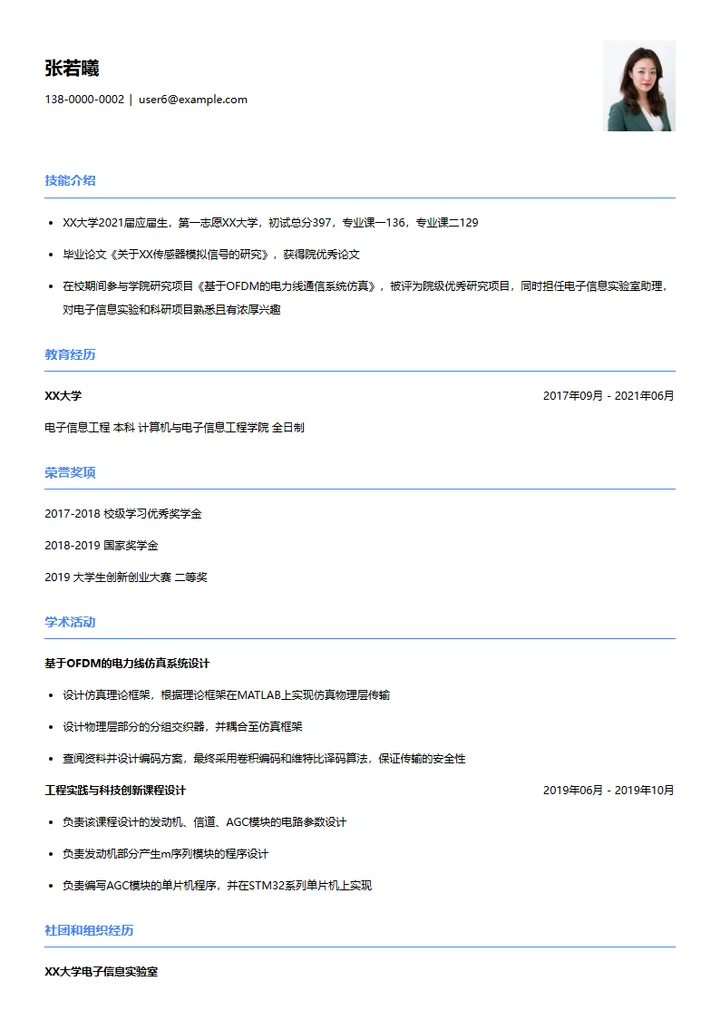 张若曦
138-0000-0002 | user6@example.com
技能介绍
• XX大学2021届应届生，第一志愿XX大学，初试总分397，专业课一136，专业课二129
• 毕业论文《关于XX传感器模拟信号的研究》，获得院优秀论文
• 在校期间参与学院研究项目《基于OFDM的电力线通信系统仿真》，被评为院级优秀研究项目，同时担任电子信息实验室助理，
对电子信息实验和科研项目熟悉且有浓厚兴趣
教育经历
XX大学 2017年09月 - 2021年06月
电子信息工程 本科 计算机与电子信息工程学院 全日制
荣誉奖项
2017-2018 校级学习优秀奖学金
2018-2019 国家奖学金
2019 大学生创新创业大赛 二等奖
学术活动
基于OFDM的电力线仿真系统设计
• 设计仿真理论框架，根据理论框架在MATLAB上实现仿真物理层传输
• 设计物理层部分的分组交织器，并耦合至仿真框架
• 查阅资料并设计编码方案，最终采用卷积编码和维特比译码算法，保证传输的安全性
工程实践与科技创新课程设计 2019年06月 - 2019年10月
• 负责该课程设计的发动机、信道、AGC模块的电路参数设计
• 负责发动机部分产生m序列模块的程序设计
• 负责编写AGC模块的单片机程序，并在STM32系列单片机上实现
社团和组织经历
XX大学电子信息实验室